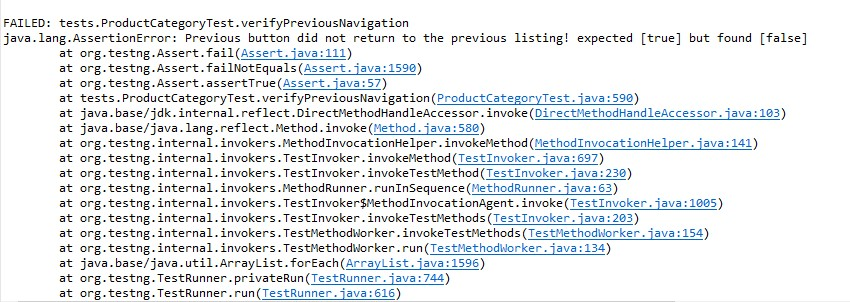 FAILED: tests.ProductCategoryTest.verifyPreviousNavigation
java.lang.AssertionError: Previous button did not return to the previous listing! expected [true] but found [false]
at org.testng.Assert.fail(Assert.java:111)
at org.testng.Assert.failNotEquals(Assert.java:1590)
at org.testng.Assert.assertTrue(Assert.java:57)
at tests.ProductCategoryTest.verifyPreviousNavigation(ProductCategoryTest.java:590)
at java.base/jdk.internal.reflect.DirectMethodHandleAccessor.invoke(DirectMethodHandleAccessor.java:103)
at java.base/java.lang.reflect.Method.invoke(Method.java:580)
at org.testng.internal.invokers.MethodInvocationHelper.invokeMethod(MethodInvocationHelper.java:141)
at org.testng.internal.invokers.TestInvoker.invokeMethod(TestInvoker.java:697)
at org.testng.internal.invokers.TestInvoker.invokeTestMethod(TestInvoker.java:230)
at org.testng.internal.invokers.MethodRunner.runInSequence(MethodRunner.java:63)
at org.testng.internal.invokers.TestInvoker$MethodInvocationAgent.invoke(TestInvoker.java:1005)
at org.testng.internal.invokers.TestInvoker.invokeTestMethods(TestInvoker.java:203)
at org.testng.internal.invokers.TestMethodWorker.invokeTestMethods(TestMethodWorker.java:154)
at org.testng.internal.invokers.TestMethodWorker.run(TestMethodWorker.java:134)
at java.base/java.util.ArrayList.forEach(ArrayList.java:1596)
at org.testng.TestRunner.privateRun(TestRunner.java:744)
at org.testng.TestRunner.run(TestRunner.java:616)